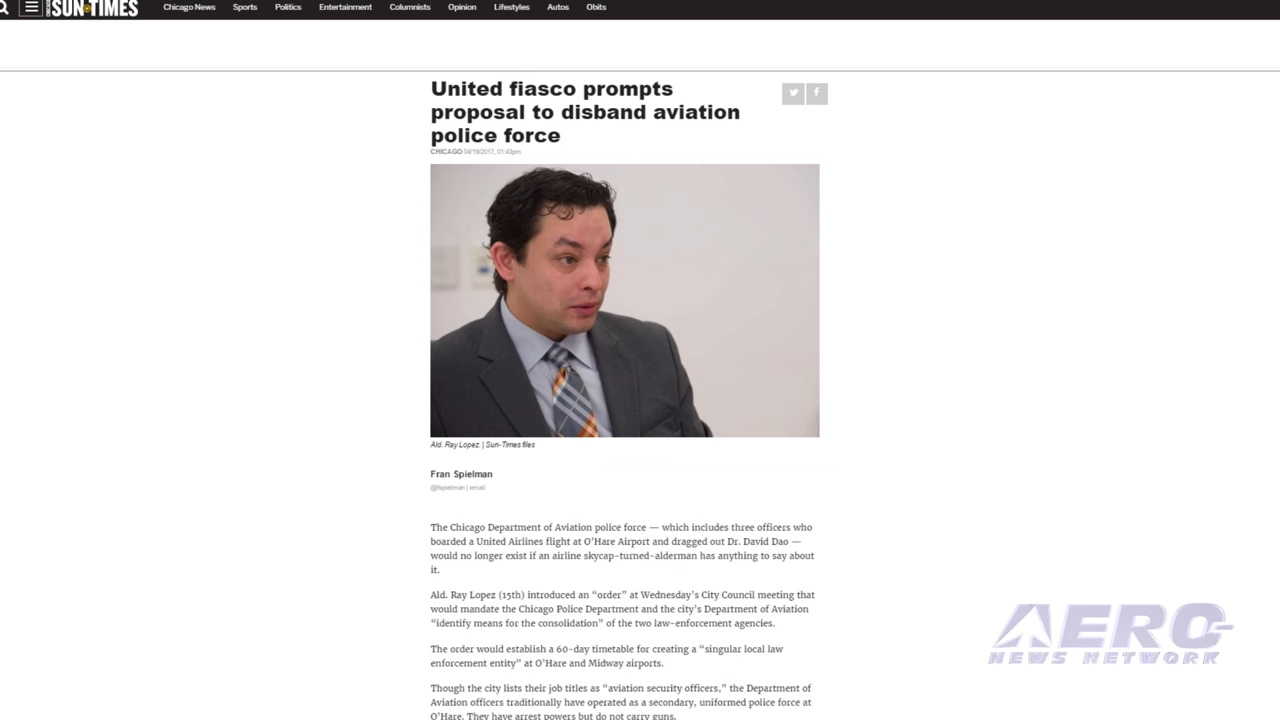 CHICAGO SUN-TIMES
Chicago News Sports Politics Entertainment Columnists Opinion Lifestyles Autos Obits
United fiasco prompts
proposal to disband aviation
police force
CHICAGO 04/19/2017, 01:43pm
Ald. Ray Lopez. | Sun-Times files
Fran Spielman
@fspielman | email
The Chicago Department of Aviation police force — which includes three officers who
boarded a United Airlines flight at O’Hare Airport and dragged out Dr. David Dao —
would no longer exist if an airline skycap-turned-alderman has anything to say about
it.
Ald. Ray Lopez (15th) introduced an “order” at Wednesday’s City Council meeting that
would mandate the Chicago Police Department and the city’s Department of Aviation
“identify means for the consolidation” of the two law-enforcement agencies.
The order would establish a 60-day timetable for creating a “singular local law
enforcement entity” at O’Hare and Midway airports.
Though the city lists their job titles as “aviation security officers,” the Department of
Aviation officers traditionally have operated as a secondary, uniformed police force at
O’Hare. They have arrest powers but do not carry guns.
AERO
NEWS NETWORK